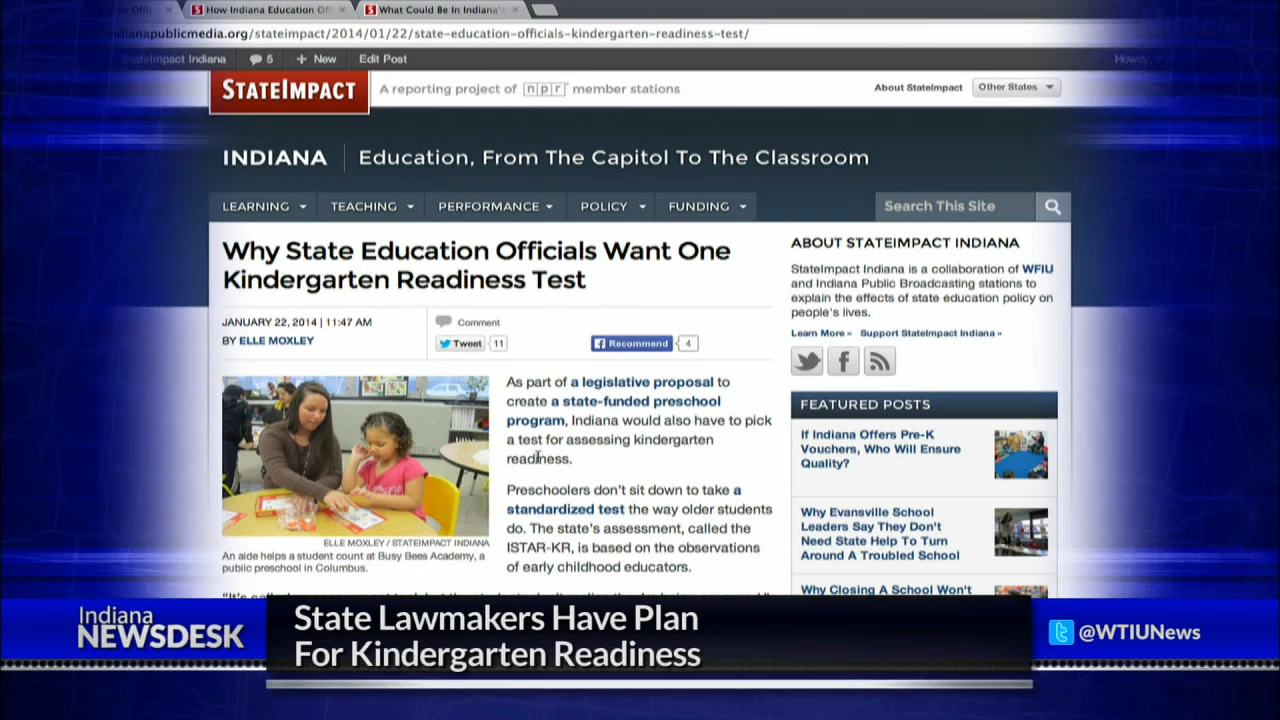 How Indiana Education Of
What Could Be In Indiana's
indianapublicmedia.org/stateimpact/2014/01/22/state-education-officials-kindergarten-readiness-test/
StateImpact Indiana 5 + New Edit Post Howdy,
STATEIMPACT A reporting project of npr member stations About StateImpact Other States
INDIANA Education, From The Capitol To The Classroom
LEARNING TEACHING PERFORMANCE POLICY FUNDING Search This Site
Why State Education Officials Want One
Kindergarten Readiness Test
JANUARY 22, 2014 | 11:47 AM
BY ELLE MOXLEY
Comment
Tweet 11 Recommend 4
ELLE MOXLEY / STATEIMPACT INDIANA
An aide helps a student count at Busy Bees Academy, a
public preschool in Columbus.
As part of a legislative proposal to
create a state-funded preschool
program, Indiana would also have to pick
a test for assessing kindergarten
readiness.
Preschoolers don't sit down to take a
standardized test the way older students
do. The state's assessment, called the
ISTAR-KR, is based on the observations
of early childhood educators.
ABOUT STATEIMPACT INDIANA
StateImpact Indiana is a collaboration of WFIU
and Indiana Public Broadcasting stations to
explain the effects of state education policy on
people's lives.
Learn More » Support StateImpact Indiana »
FEATURED POSTS
If Indiana Offers Pre-K
Vouchers, Who Will Ensure
Quality?
Why Evansville School
Leaders Say They Don't
Need State Help To Turn
Around A Troubled School
Why Closing A School Won't
Indiana
NEWSDESK
State Lawmakers Have Plan
For Kindergarten Readiness
@WTIUNews